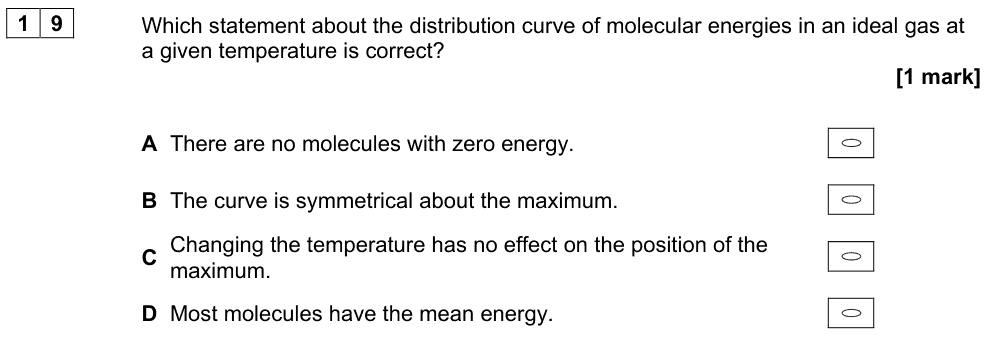 1 9
Which statement about the distribution curve of molecular energies in an ideal gas at
a given temperature is correct?
[1 mark]
A There are no molecules with zero energy.
B The curve is symmetrical about the maximum.
C Changing the temperature has no effect on the position of the
maximum.
D Most molecules have the mean energy.